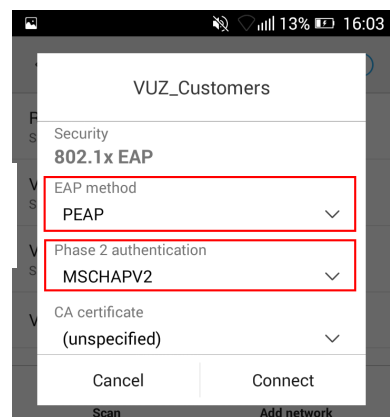 13% 16:03
VUZ_Customers
Security
802.1x EAP
EAP method
PEAP
Phase 2 authentication
MSCHAPV2
CA certificate
(unspecified)
Cancel Connect
Scan Add network